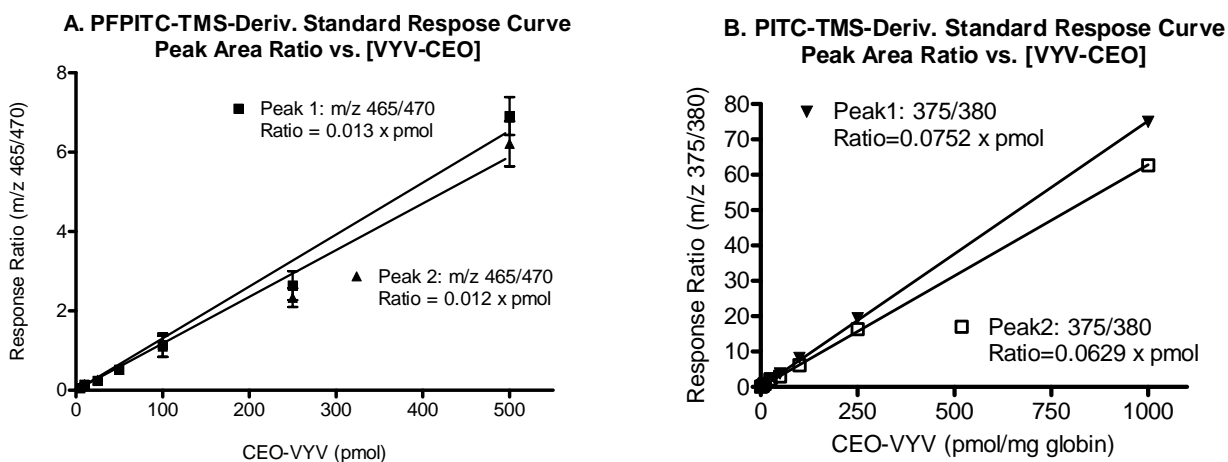 A. PFPITC-TMS-Deriv. Standard Respose Curve
Peak Area Ratio vs. [VYV-CEO]
8
6
4
2
0
Response Ratio (m/z 465/470)
Peak 1: m/z 465/470
Ratio = 0.013 x pmol
Peak 2: m/z 465/470
Ratio = 0.012 x pmol
0
100
200
300
400
500
CEO-VYV (pmol)
B. PITC-TMS-Deriv. Standard Respose Curve
Peak Area Ratio vs. [VYV-CEO]
80
70
60
50
40
30
20
10
0
Response Ratio (m/z 375/380)
Peak1: 375/380
Ratio=0.0752 x pmol
Peak2: 375/380
Ratio=0.0629 x pmol
0
250
500
750
1000
CEO-VYV (pmol/mg globin)